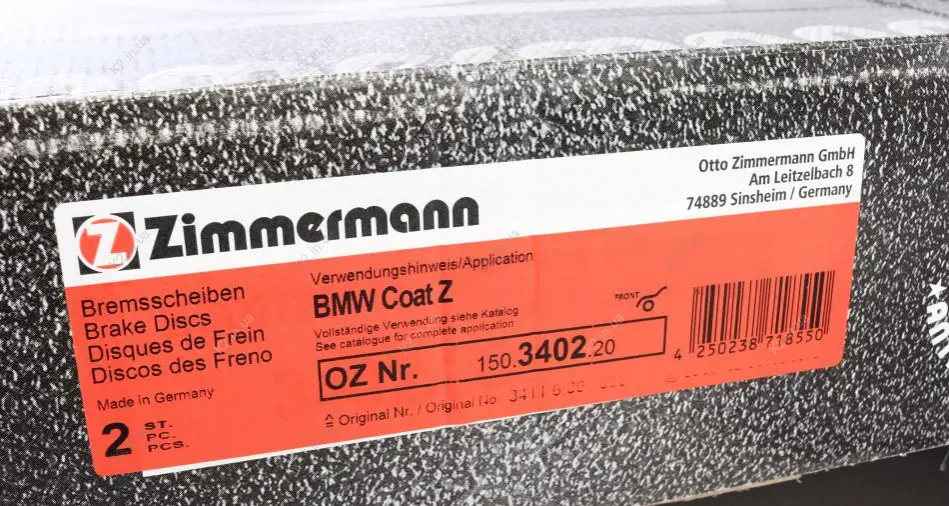 Zimmermann
Otto Zimmermann GmbH
Am Leitzelbach 8
74889 Sinsheim / Germany
Bremsscheiben
Brake Discs
Disques de Frein
Discos des Freno
Made in Germany
2 ST.
PC.
PCS.
Verwendungshinweis/Application
BMW Coat Z
Vollständige Verwendung siehe Katalog
See catalogue for complete application
OZ Nr. 150.3402.20
≙ Original Nr. / Original No.
FRONT
4 250238 718550